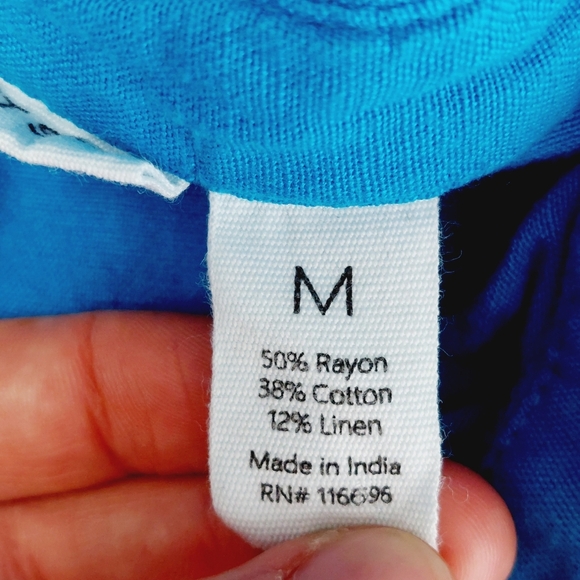 M
50% Rayon
38% Cotton
12% Linen
Made in India
RN# 116696